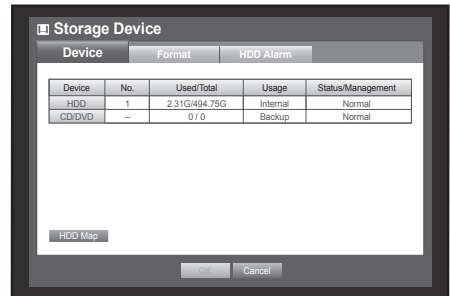 Storage Device
Device Format HDD Alarm
Device No. Used/Total Usage Status/Management
HDD 1 2.31G/494.75G Internal Normal
CD/DVD – 0 / 0 Backup Normal
HDD Map
OK Cancel